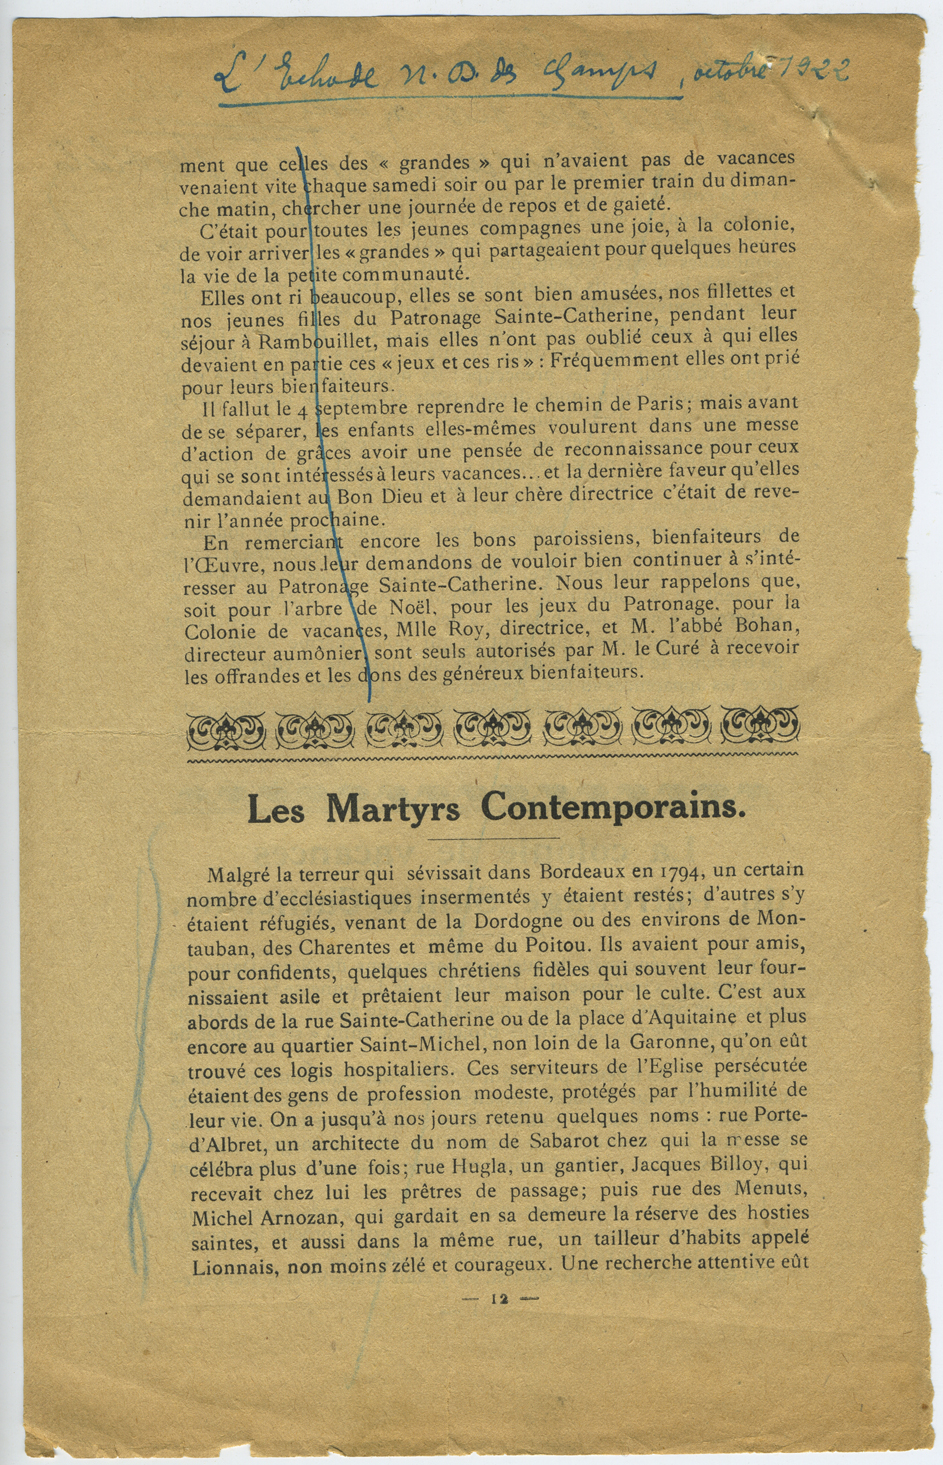 L'Echo de N. D. des Champs, octobre 1922
ment que celles des « grandes » qui n'avaient pas de vacances
venaient vite chaque samedi soir ou par le premier train du diman-
che matin, chercher une journée de repos et de gaieté.
C'était pour toutes les jeunes compagnes une joie, à la colonie,
de voir arriver les « grandes » qui partageaient pour quelques heures
la vie de la petite communauté.
Elles ont ri beaucoup, elles se sont bien amusées, nos fillettes et
nos jeunes filles du Patronage Sainte-Catherine, pendant leur
séjour à Rambouillet, mais elles n'ont pas oublié ceux à qui elles
devaient en partie ces « jeux et ces ris » : Fréquemment elles ont prié
pour leurs bienfaiteurs.
Il fallut le 4 septembre reprendre le chemin de Paris ; mais avant
de se séparer, les enfants elles-mêmes voulurent dans une messe
d'action de grâces avoir une pensée de reconnaissance pour ceux
qui se sont intéressés à leurs vacances... et la dernière faveur qu'elles
demandaient au Bon Dieu et à leur chère directrice c'était de reve-
nir l'année prochaine.
En remerciant encore les bons paroissiens, bienfaiteurs de
l'Œuvre, nous leur demandons de vouloir bien continuer à s'inté-
resser au Patronage Sainte-Catherine. Nous leur rappelons que,
soit pour l'arbre de Noël, pour les jeux du Patronage, pour la
Colonie de vacances, Mlle Roy, directrice, et M. l'abbé Bohan,
directeur aumônier, sont seuls autorisés par M. le Curé à recevoir
les offrandes et les dons des généreux bienfaiteurs.
Les Martyrs Contemporains.
Malgré la terreur qui sévissait dans Bordeaux en 1794, un certain
nombre d'ecclésiastiques insermentés y étaient restés ; d'autres s'y
étaient réfugiés, venant de la Dordogne ou des environs de Mon-
tauban, des Charentes et même du Poitou. Ils avaient pour amis,
pour confidents, quelques chrétiens fidèles qui souvent leur four-
nissaient asile et prêtaient leur maison pour le culte. C'est aux
abords de la rue Sainte-Catherine ou de la place d'Aquitaine et plus
encore au quartier Saint-Michel, non loin de la Garonne, qu'on eût
trouvé ces logis hospitaliers. Ces serviteurs de l'Eglise persécutée
étaient des gens de profession modeste, protégés par l'humilité de
leur vie. On a jusqu'à nos jours retenu quelques noms : rue Porte-
d'Albret, un architecte du nom de Sabarot chez qui la messe se
célébra plus d'une fois ; rue Hugla, un gantier, Jacques Billoy, qui
recevait chez lui les prêtres de passage ; puis rue des Menuts,
Michel Arnozan, qui gardait en sa demeure la réserve des hosties
saintes, et aussi dans la même rue, un tailleur d'habits appelé
Lionnais, non moins zélé et courageux. Une recherche attentive eût
— 12 —